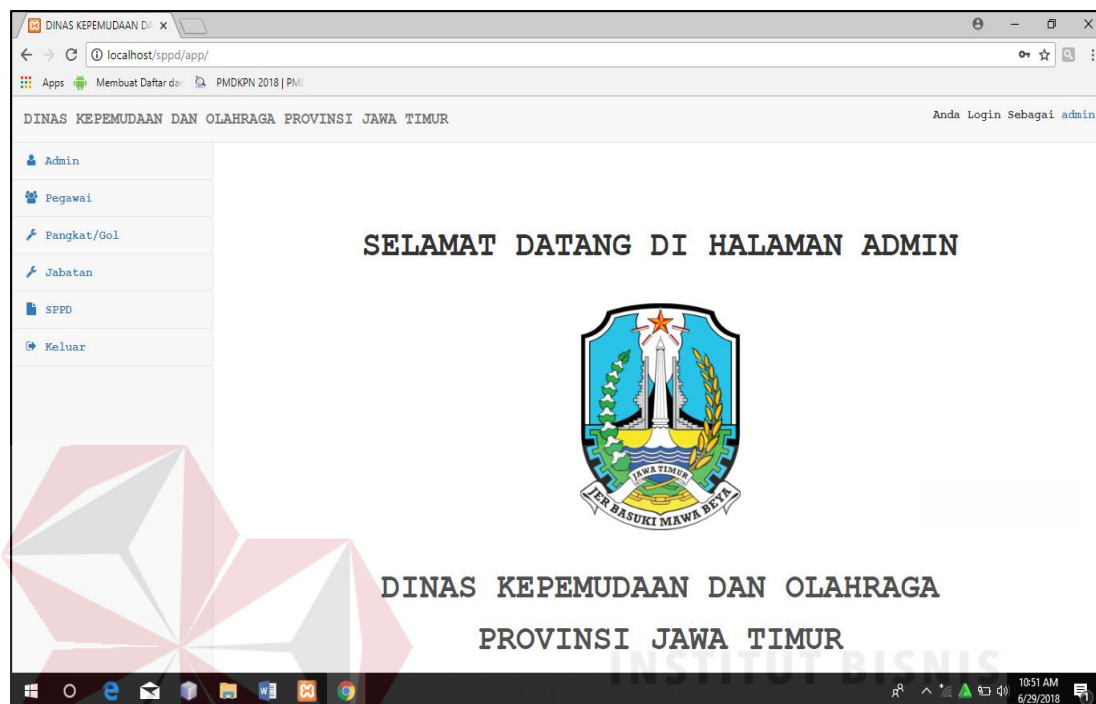 DINAS KEPEMUDAAN DA
localhost/sppd/app/
Apps Membuat Daftar dar PMDKPN 2018 | PM
DINAS KEPEMUDAAN DAN OLAHRAGA PROVINSI JAWA TIMUR
Anda Login Sebagai admin
Admin
Pegawai
Pangkat/Gol
Jabatan
SPPD
Keluar
SELAMAT DATANG DI HALAMAN ADMIN
JAWA TIMUR
JER BASUKI MAWA BEYA
DINAS KEPEMUDAAN DAN OLAHRAGA
PROVINSI JAWA TIMUR
INSTITUT BISNIS
10:51 AM
6/29/2018